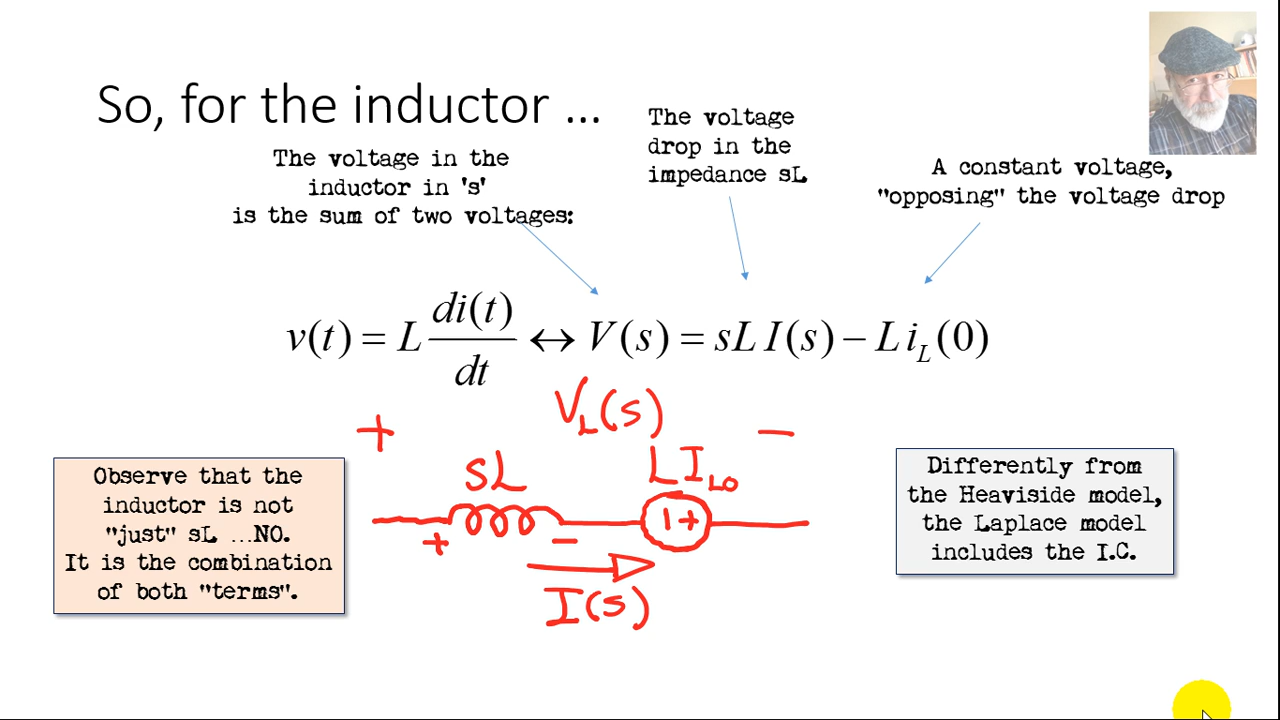 So, for the inductor ...
The voltage in the
inductor in 's'
is the sum of two voltages:
The voltage
drop in the
impedance sL
A constant voltage,
"opposing" the voltage drop
v(t) = L di(t)/dt ↔ V(s) = sL I(s) − L i_L(0)
+ V_L(s) −
sL
L I_L0
+ −
| +
I(s)
Observe that the
inductor is not
"just" sL ...NO.
It is the combination
of both "terms".
Differently from
the Heaviside model,
the Laplace model
includes the I.C.